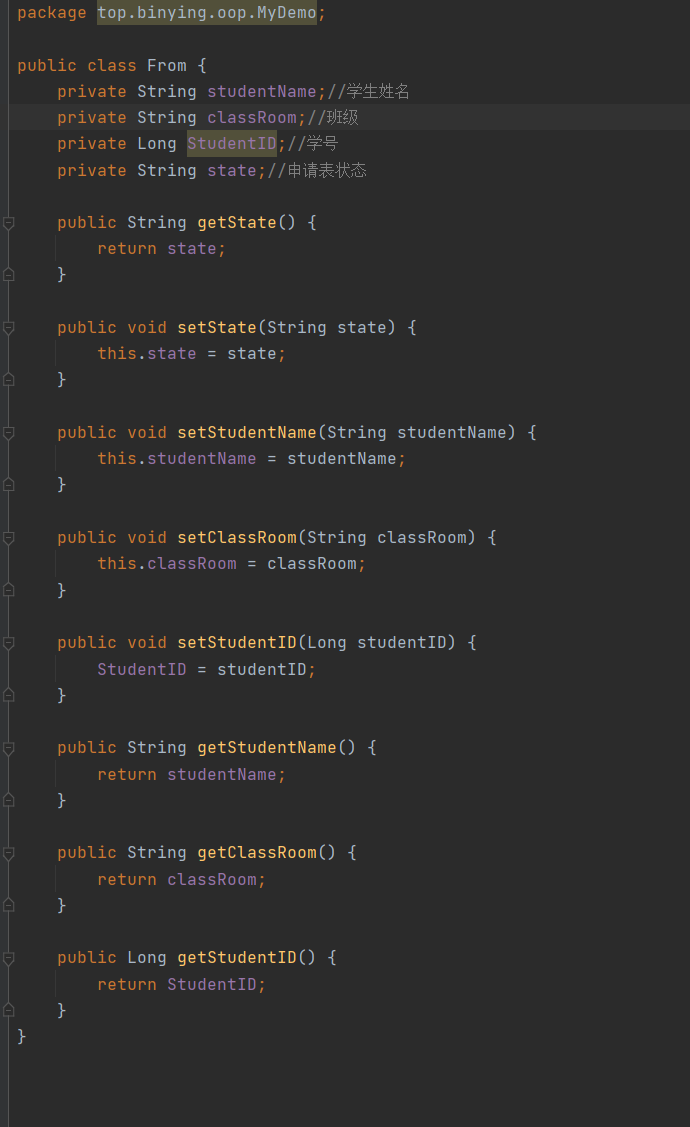 package top.binying.oop.MyDemo;
public class From {
private String studentName;//学生姓名
private String classRoom;//班级
private Long StudentID;//学号
private String state;//申请表状态
public String getState() {
return state;
}
public void setState(String state) {
this.state = state;
}
public void setStudentName(String studentName) {
this.studentName = studentName;
}
public void setClassRoom(String classRoom) {
this.classRoom = classRoom;
}
public void setStudentID(Long studentID) {
StudentID = studentID;
}
public String getStudentName() {
return studentName;
}
public String getClassRoom() {
return classRoom;
}
public Long getStudentID() {
return StudentID;
}
}